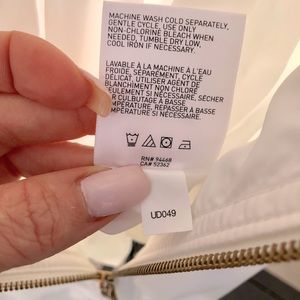 MACHINE WASH COLD SEPARATELY,
GENTLE CYCLE, USE ONLY
NON-CHLORINE BLEACH WHEN
NEEDED, TUMBLE DRY LOW,
COOL IRON IF NECESSARY.
LAVABLE À LA MACHINE À L'EAU
FROIDE, SÉPARÉMENT, CYCLE
DÉLICAT, UTILISER AGENT DE
BLANCHIMENT NON CHLORÉ
SEULEMENT SI NÉCESSAIRE, SÉCHER
PAR CULBUTAGE À BASSE
TEMPÉRATURE, REPASSER À BASSE
TEMPÉRATURE SI NÉCESSAIRE.
RN# 94468
CA# 52362
UD049